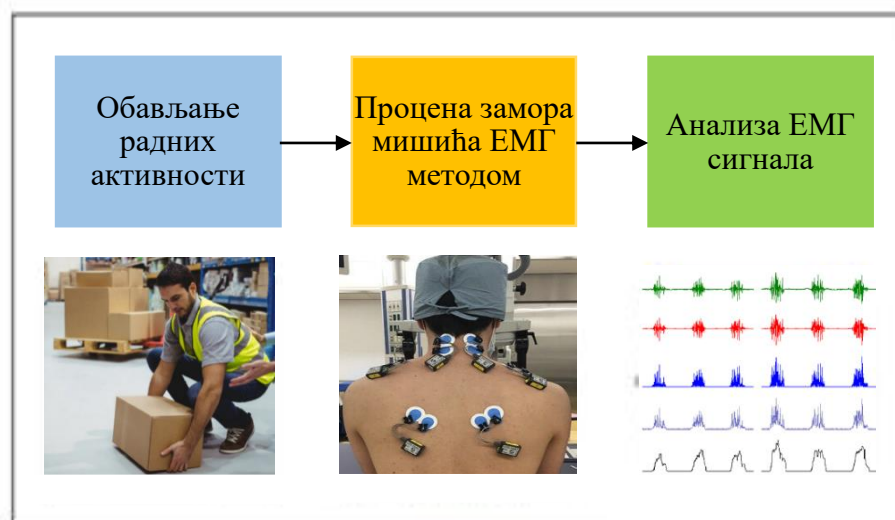 Обављање
радних
активности
Процена замора
мишића ЕМГ
методом
Анализа ЕМГ
сигнала